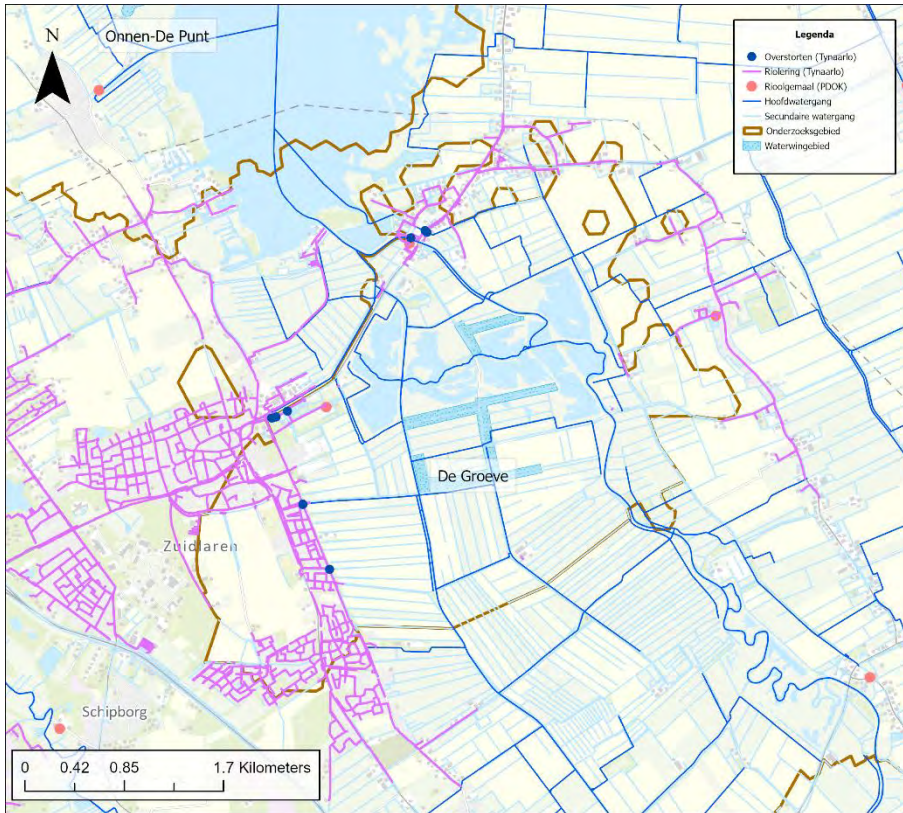 Onnen-De Punt
N
Legenda
Overstorten (Tynaarlo)
Riolering (Tynaarlo)
Rioolgemaal (PDOK)
Hoofdwatergang
Secundaire watergang
Onderzoeksgebied
Waterwingebied
De Groeve
Zuidlaren
Schipborg
0 0.42 0.85 1.7 Kilometers